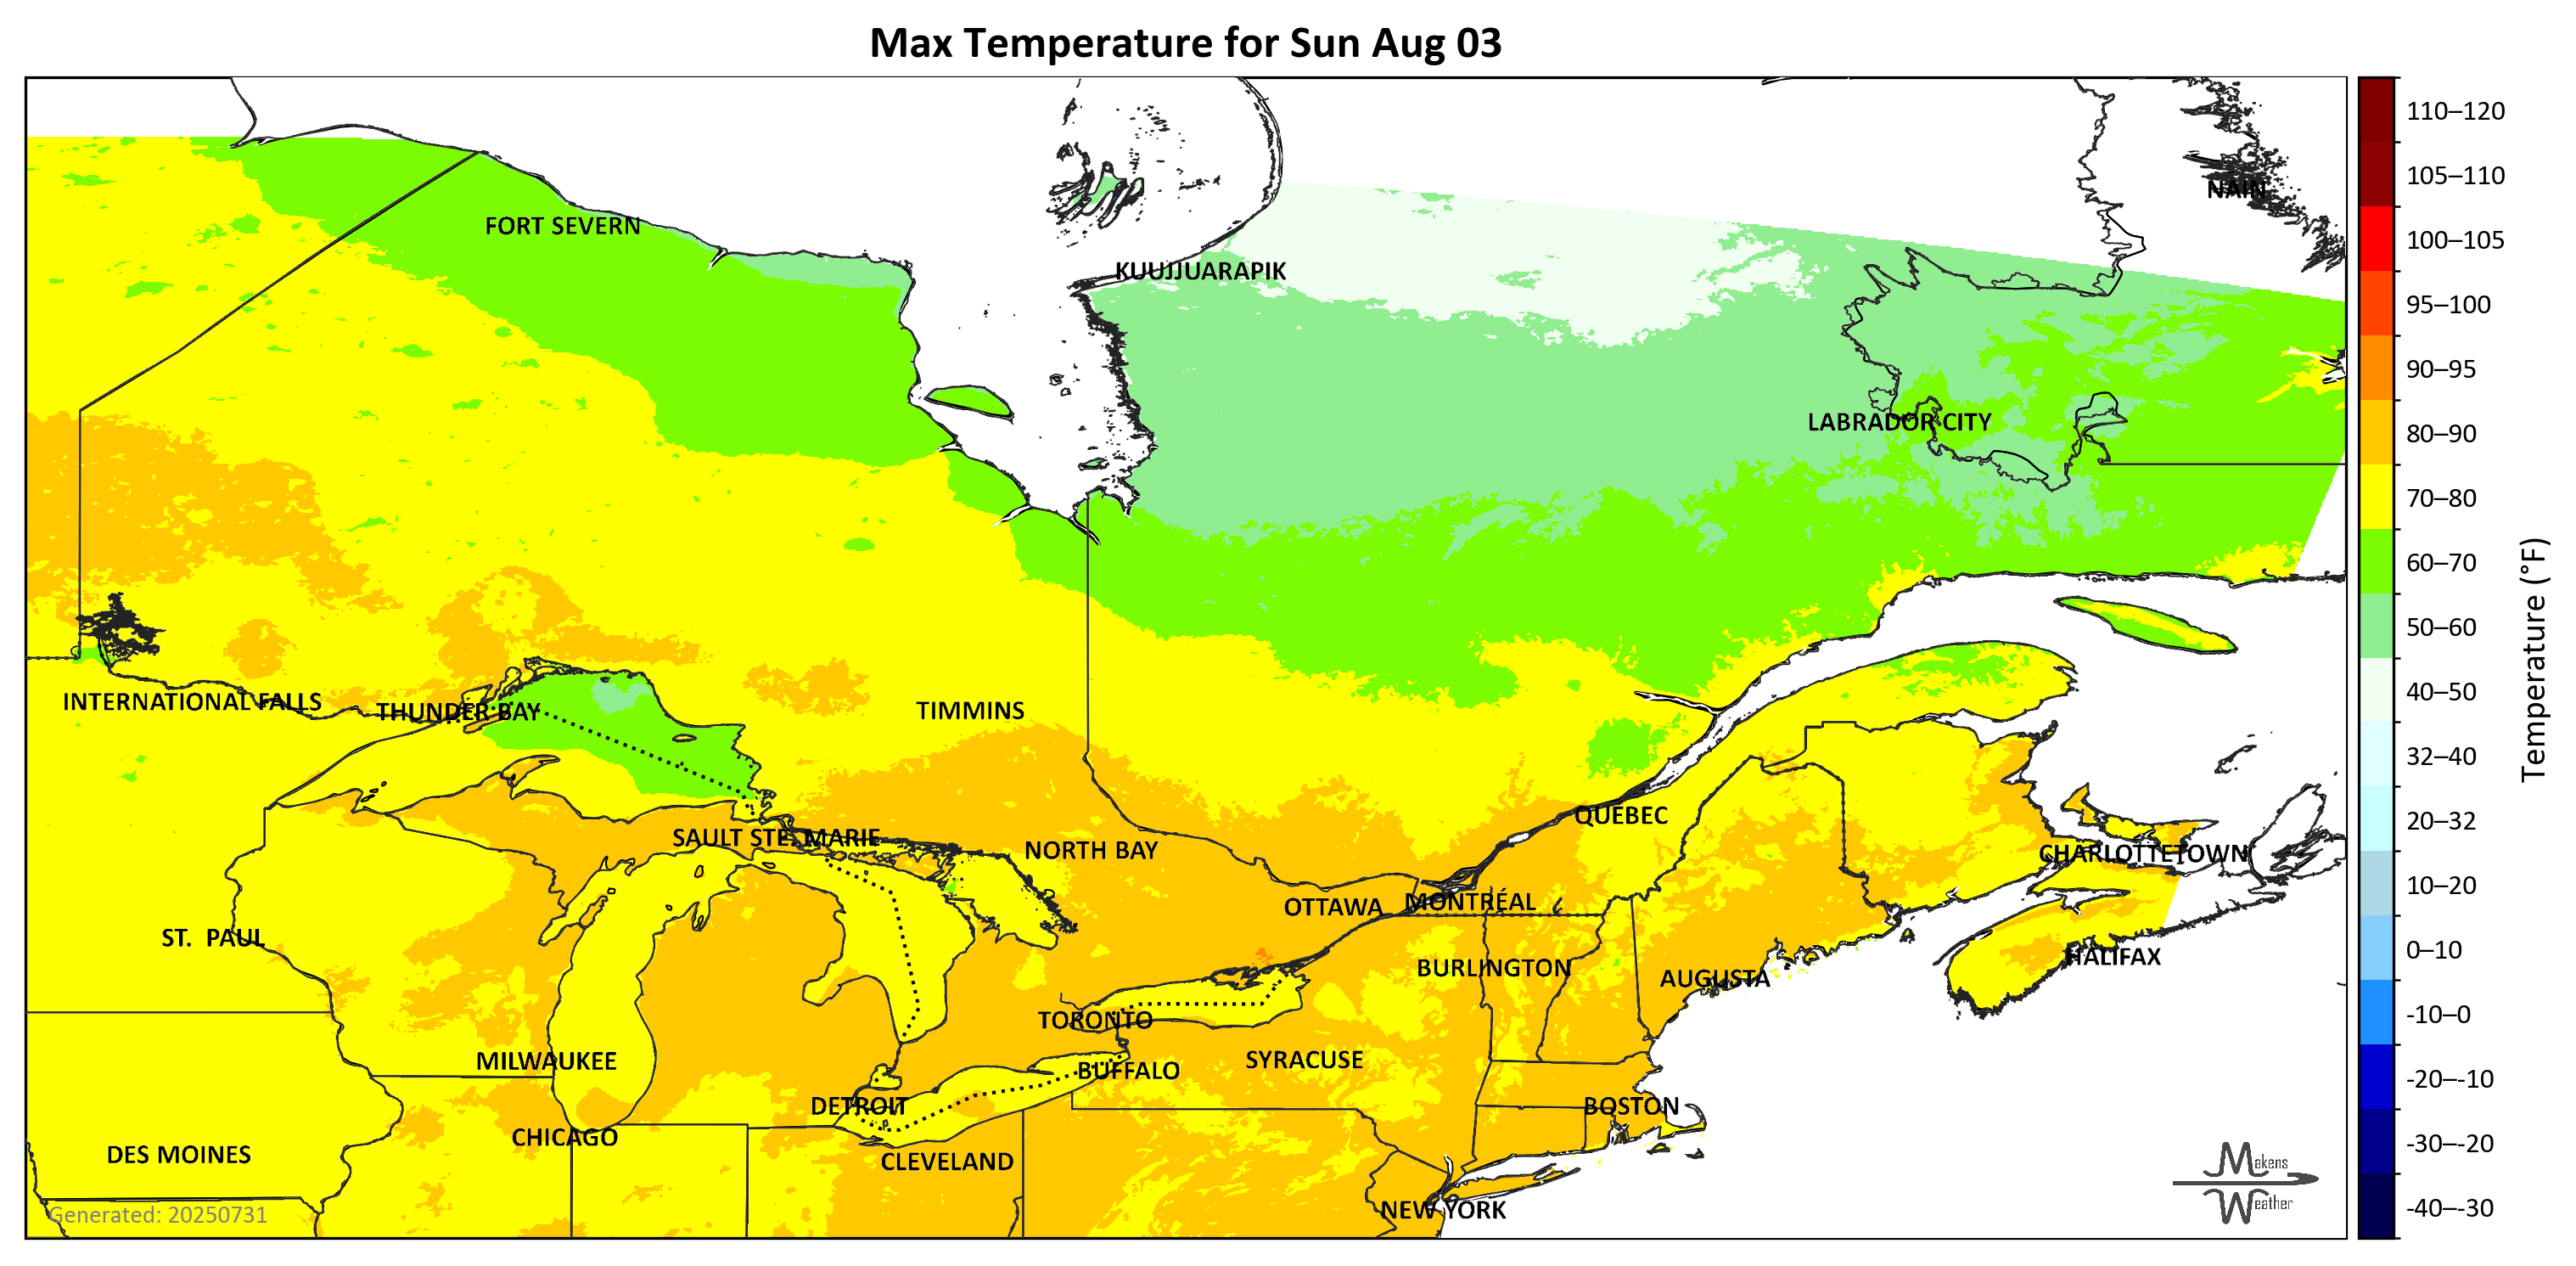 Max Temperature for Sun Aug 03
NAIN
FORT SEVERN
KUUJJUARAPIK
LABRADOR CITY
INTERNATIONAL FALLS
THUNDER BAY
TIMMINS
QUEBEC
SAULT STE. MARIE
NORTH BAY
CHARLOTTETOWN
OTTAWA
MONTRÉAL
ST. PAUL
HALIFAX
BURLINGTON
AUGUSTA
TORONTO
MILWAUKEE
SYRACUSE
BUFFALO
DETROIT
BOSTON
CHICAGO
DES MOINES
CLEVELAND
NEW YORK
Generated: 20250731
Makens
Weather
110–120
105–110
100–105
95–100
90–95
80–90
70–80
60–70
50–60
40–50
32–40
20–32
10–20
0–10
-10–0
-20–-10
-30–-20
-40–-30
Temperature (°F)